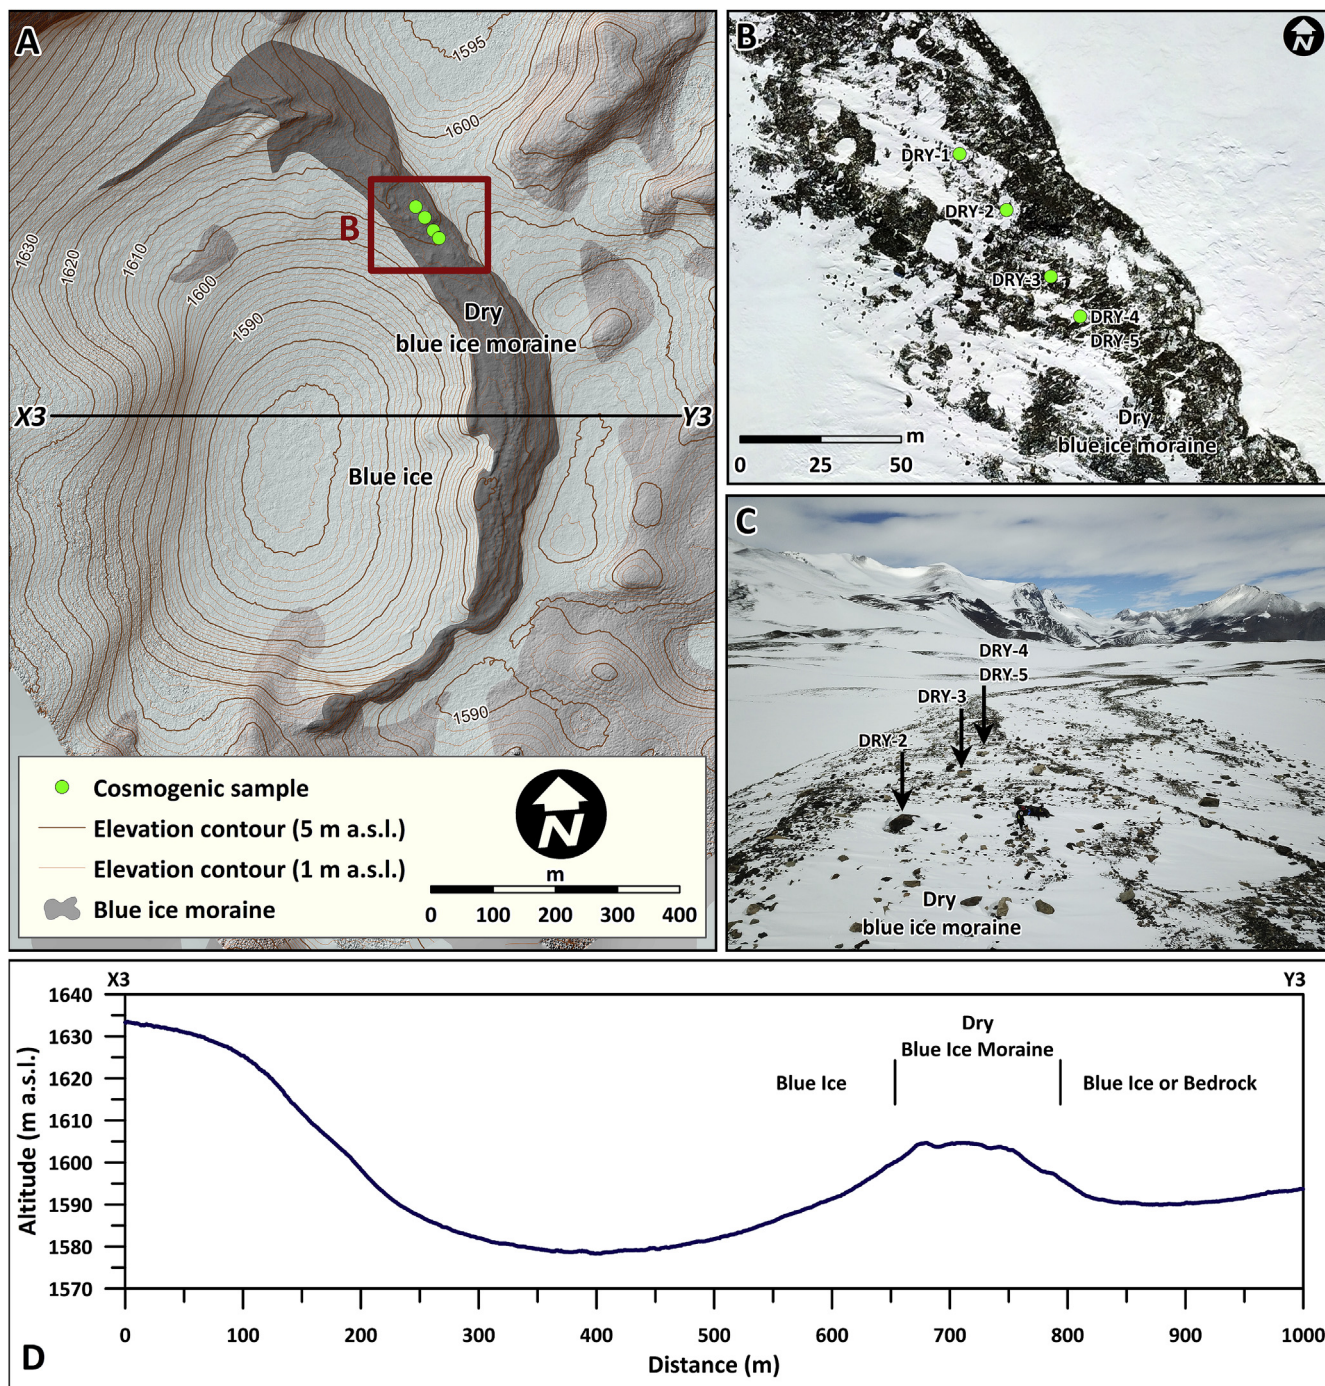 A
1595
1600
1630
1620
1610
1600
1590
B
Dry
blue ice moraine
X3
Y3
Blue ice
1590
Cosmogenic sample
Elevation contour (5 m a.s.l.)
Elevation contour (1 m a.s.l.)
Blue ice moraine
N
m
0 100 200 300 400
B
N
DRY-1
DRY-2
DRY-3
DRY-4
DRY-5
Dry
blue ice moraine
m
0 25 50
C
DRY-4
DRY-5
DRY-3
DRY-2
Dry
blue ice moraine
X3
Y3
1640
1630
1620
1610
1600
1590
1580
1570
Altitude (m a.s.l.)
Dry
Blue Ice Moraine
Blue Ice
Blue Ice or Bedrock
0 100 200 300 400 500 600 700 800 900 1000
Distance (m)
D